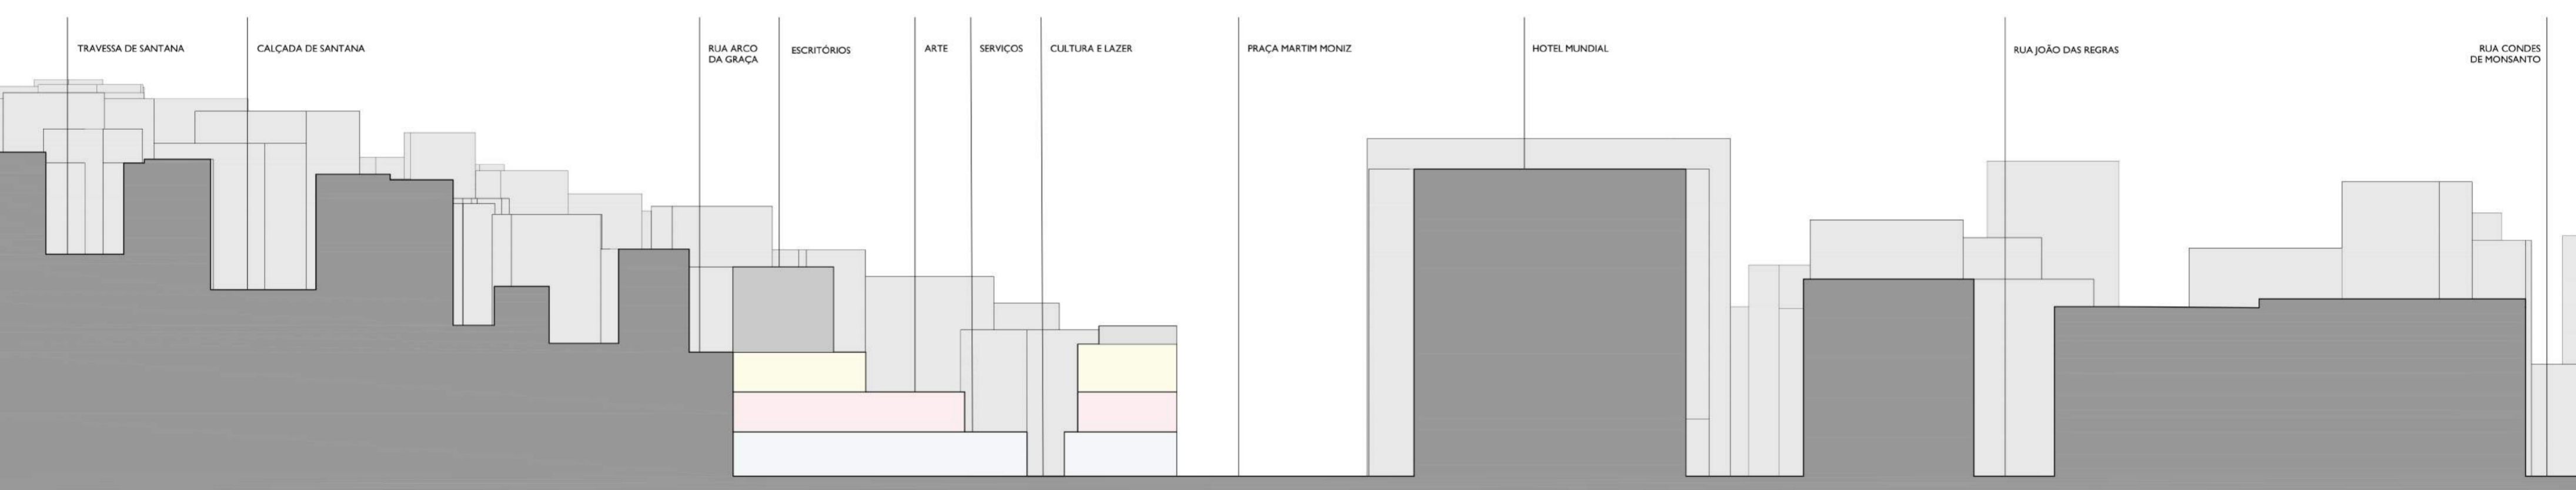 TRAVESSA DE SANTANA
CALÇADA DE SANTANA
RUA ARCO
DA GRAÇA
ESCRITÓRIOS
ARTE
SERVIÇOS
CULTURA E LAZER
PRAÇA MARTIM MONIZ
HOTEL MUNDIAL
RUA JOÃO DAS REGRAS
RUA CONDES
DE MONSANTO